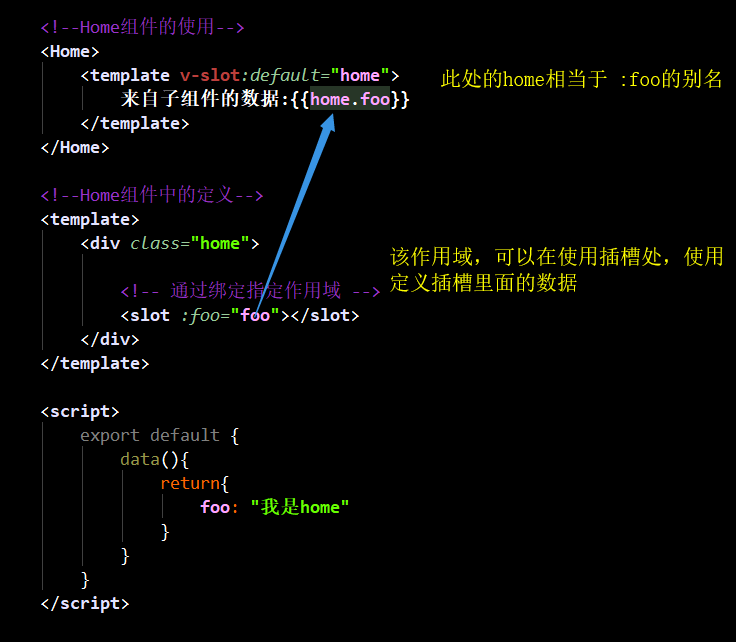 <!--Home组件的使用-->
<Home>
<template v-slot:default="home">
此处的home相当于 :foo的别名
来自子组件的数据:{{home.foo}}
</template>
</Home>
<!--Home组件中的定义-->
<template>
<div class="home">
该作用域，可以在使用插槽处，使用
定义插槽里面的数据
<!-- 通过绑定指定作用域 -->
<slot :foo="foo"></slot>
</div>
</template>
<script>
export default {
data(){
return{
foo: "我是home"
}
}
}
</script>